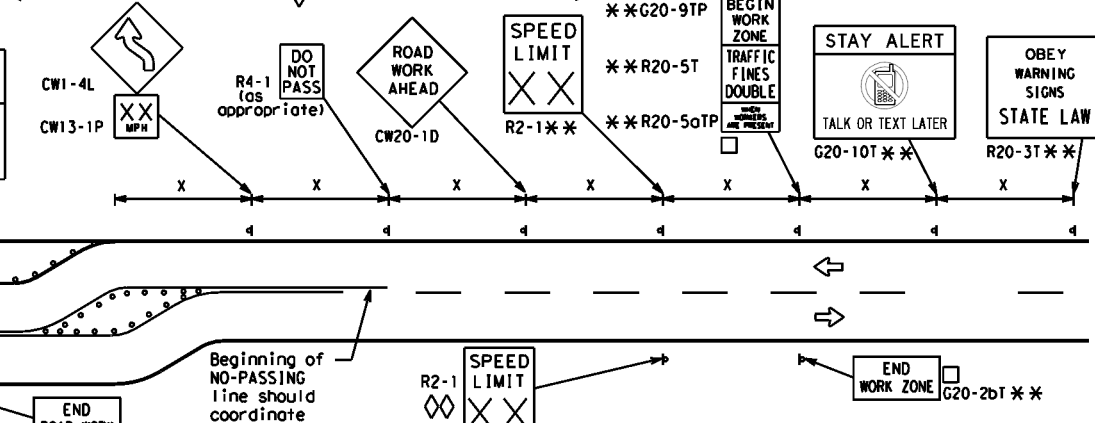 * *G20-9TP
BEGIN
WORK
ZONE
* *R20-5T
TRAFFIC
FINES
DOUBLE
* *R20-5aTP
WHEN
WORKERS
ARE PRESENT
CW1-4L
CW13-1P
XX
MPH
R4-1
(as
appropriate)
DO
NOT
PASS
ROAD
WORK
AHEAD
CW20-1D
SPEED
LIMIT
XX
R2-1* *
STAY ALERT
TALK OR TEXT LATER
G20-10T * *
OBEY
WARNING
SIGNS
STATE LAW
R20-3T * *
X X X X X X X
Beginning of
NO-PASSING
line should
coordinate
R2-1
SPEED
LIMIT
XX
END
WORK ZONE
G20-2bT * *
END
ROAD WORK